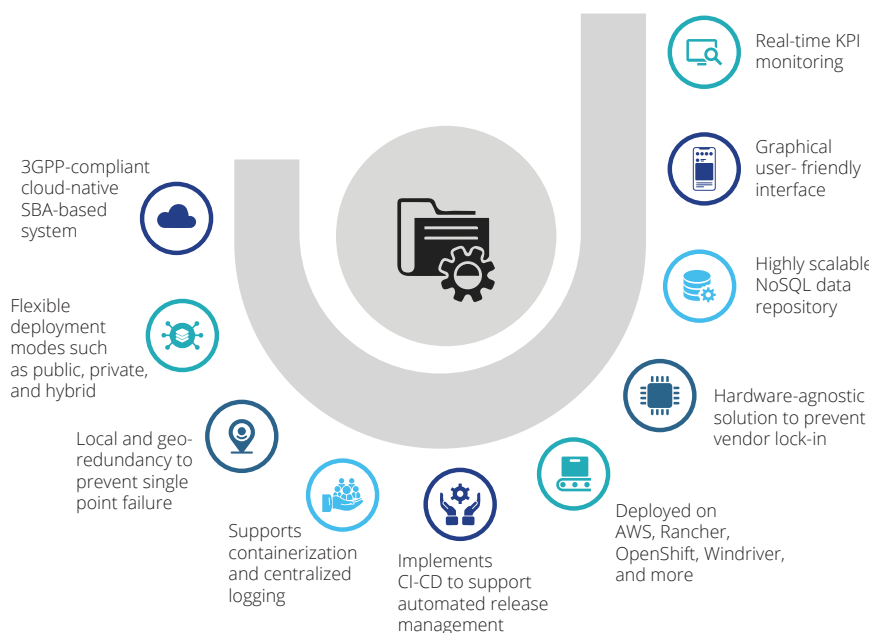 3GPP-compliant
cloud-native
SBA-based
system
Flexible
deployment
modes such
as public, private,
and hybrid
Local and geo-
redundancy to
prevent single
point failure
Supports
containerization
and centralized
logging
Implements
CI-CD to support
automated release
management
Deployed on
AWS, Rancher,
OpenShift, Windriver,
and more
Hardware-agnostic
solution to prevent
vendor lock-in
Highly scalable
NoSQL data
repository
Graphical
user- friendly
interface
Real-time KPI
monitoring